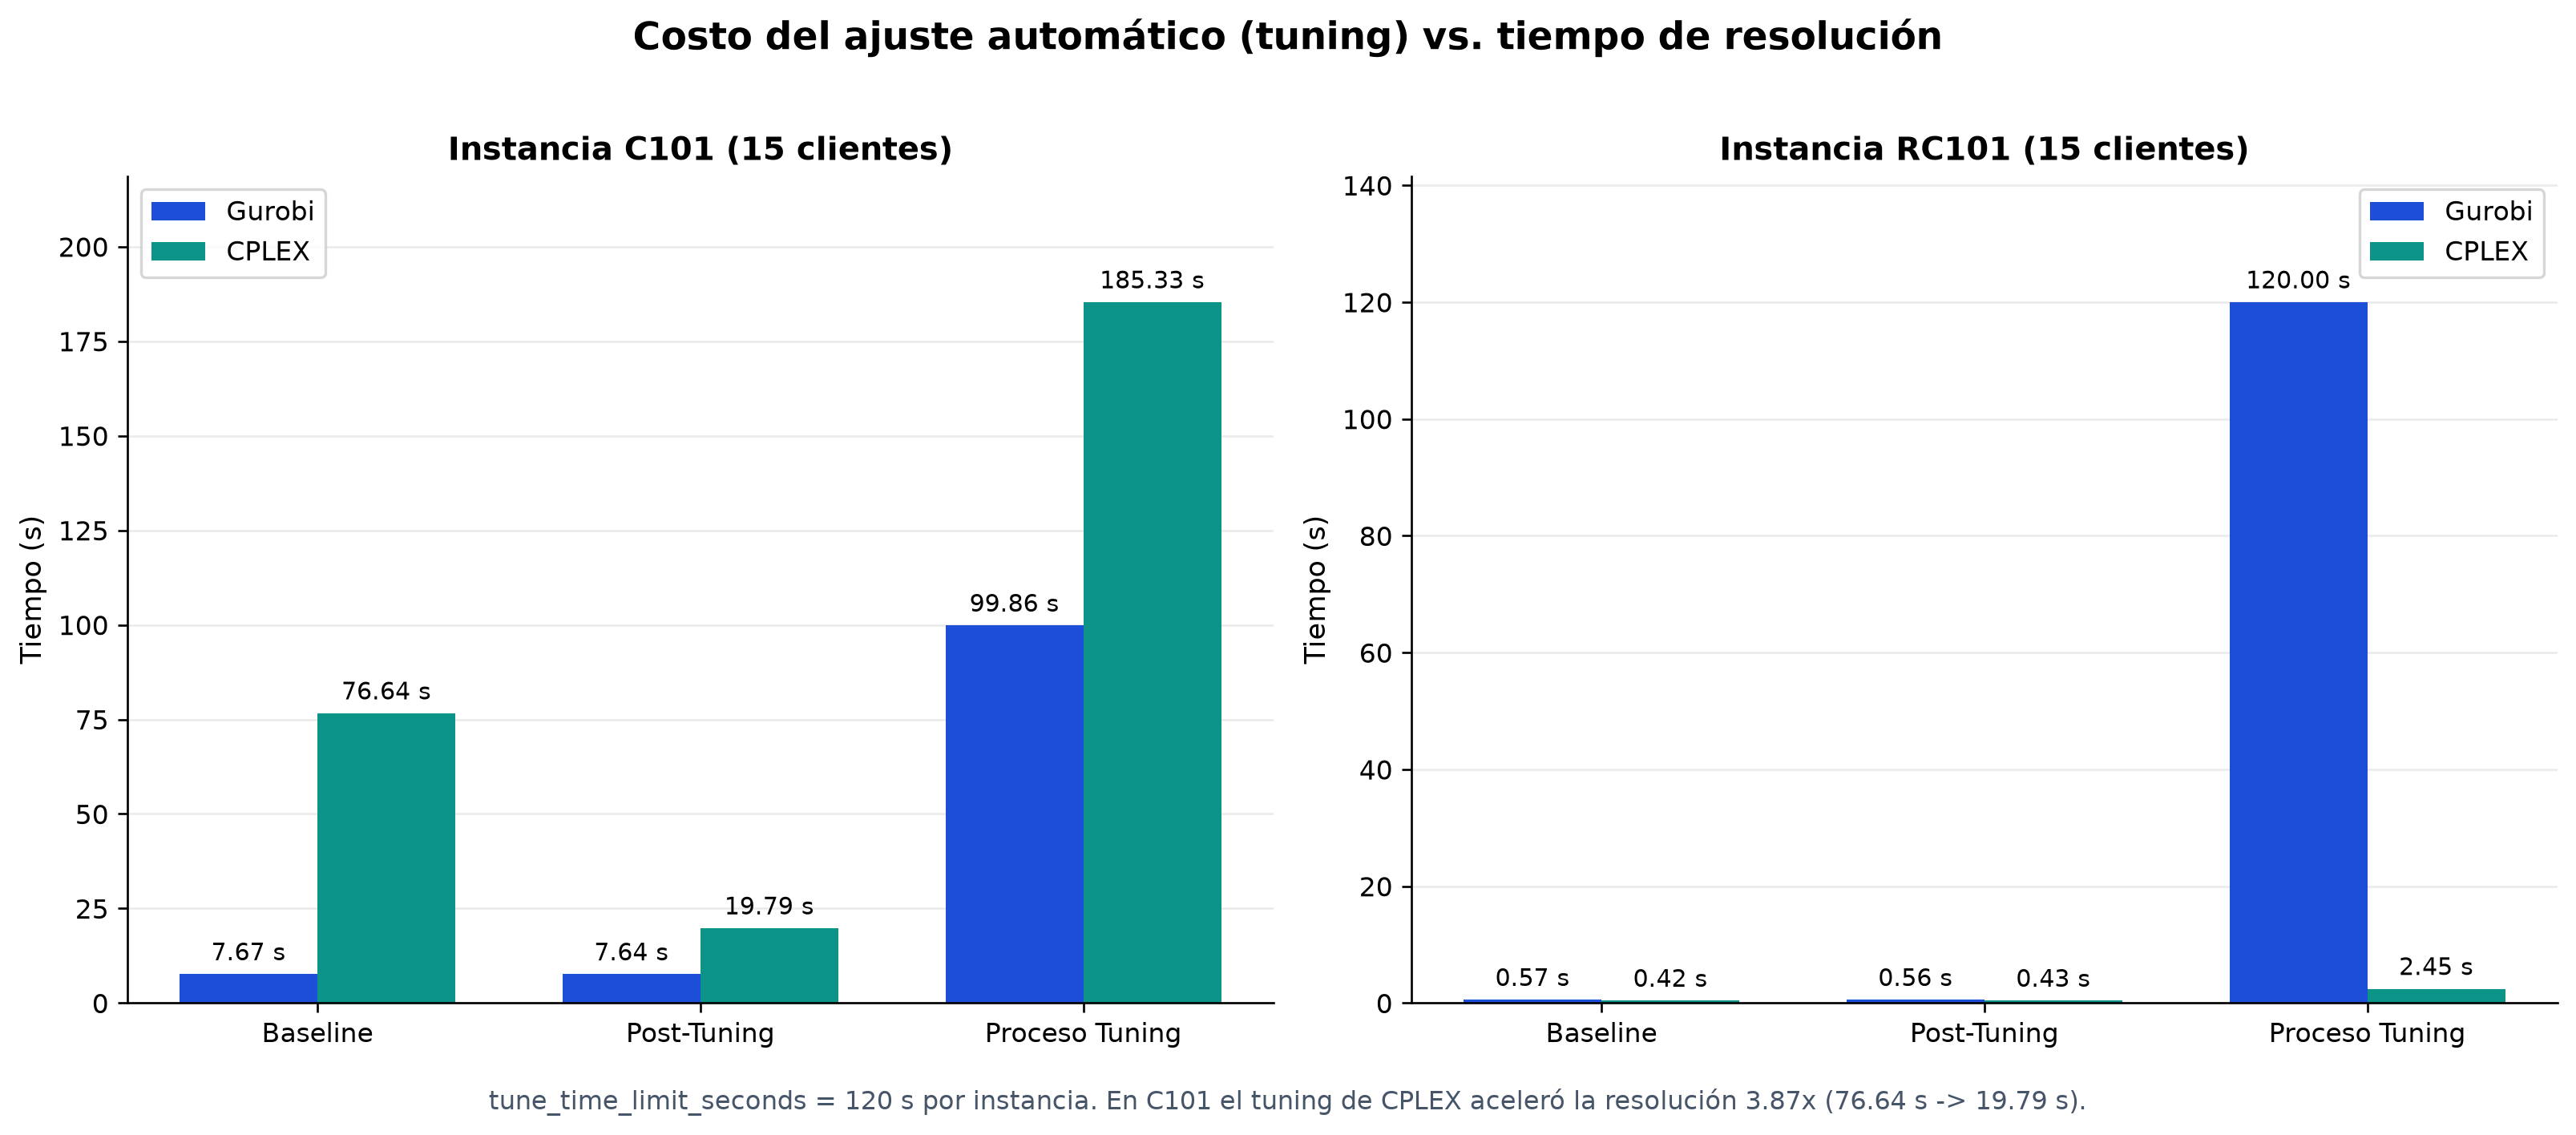 Costo del ajuste automático (tuning) vs. tiempo de resolución
Instancia C101 (15 clientes)
Gurobi
CPLEX
Tiempo (s)
200
175
150
125
100
75
50
25
0
7.67 s
76.64 s
7.64 s
19.79 s
99.86 s
185.33 s
Baseline
Post-Tuning
Proceso Tuning
Instancia RC101 (15 clientes)
Gurobi
CPLEX
Tiempo (s)
140
120
100
80
60
40
20
0
0.57 s
0.42 s
0.56 s
0.43 s
120.00 s
2.45 s
Baseline
Post-Tuning
Proceso Tuning
tune_time_limit_seconds = 120 s por instancia. En C101 el tuning de CPLEX aceleró la resolución 3.87x (76.64 s -> 19.79 s).